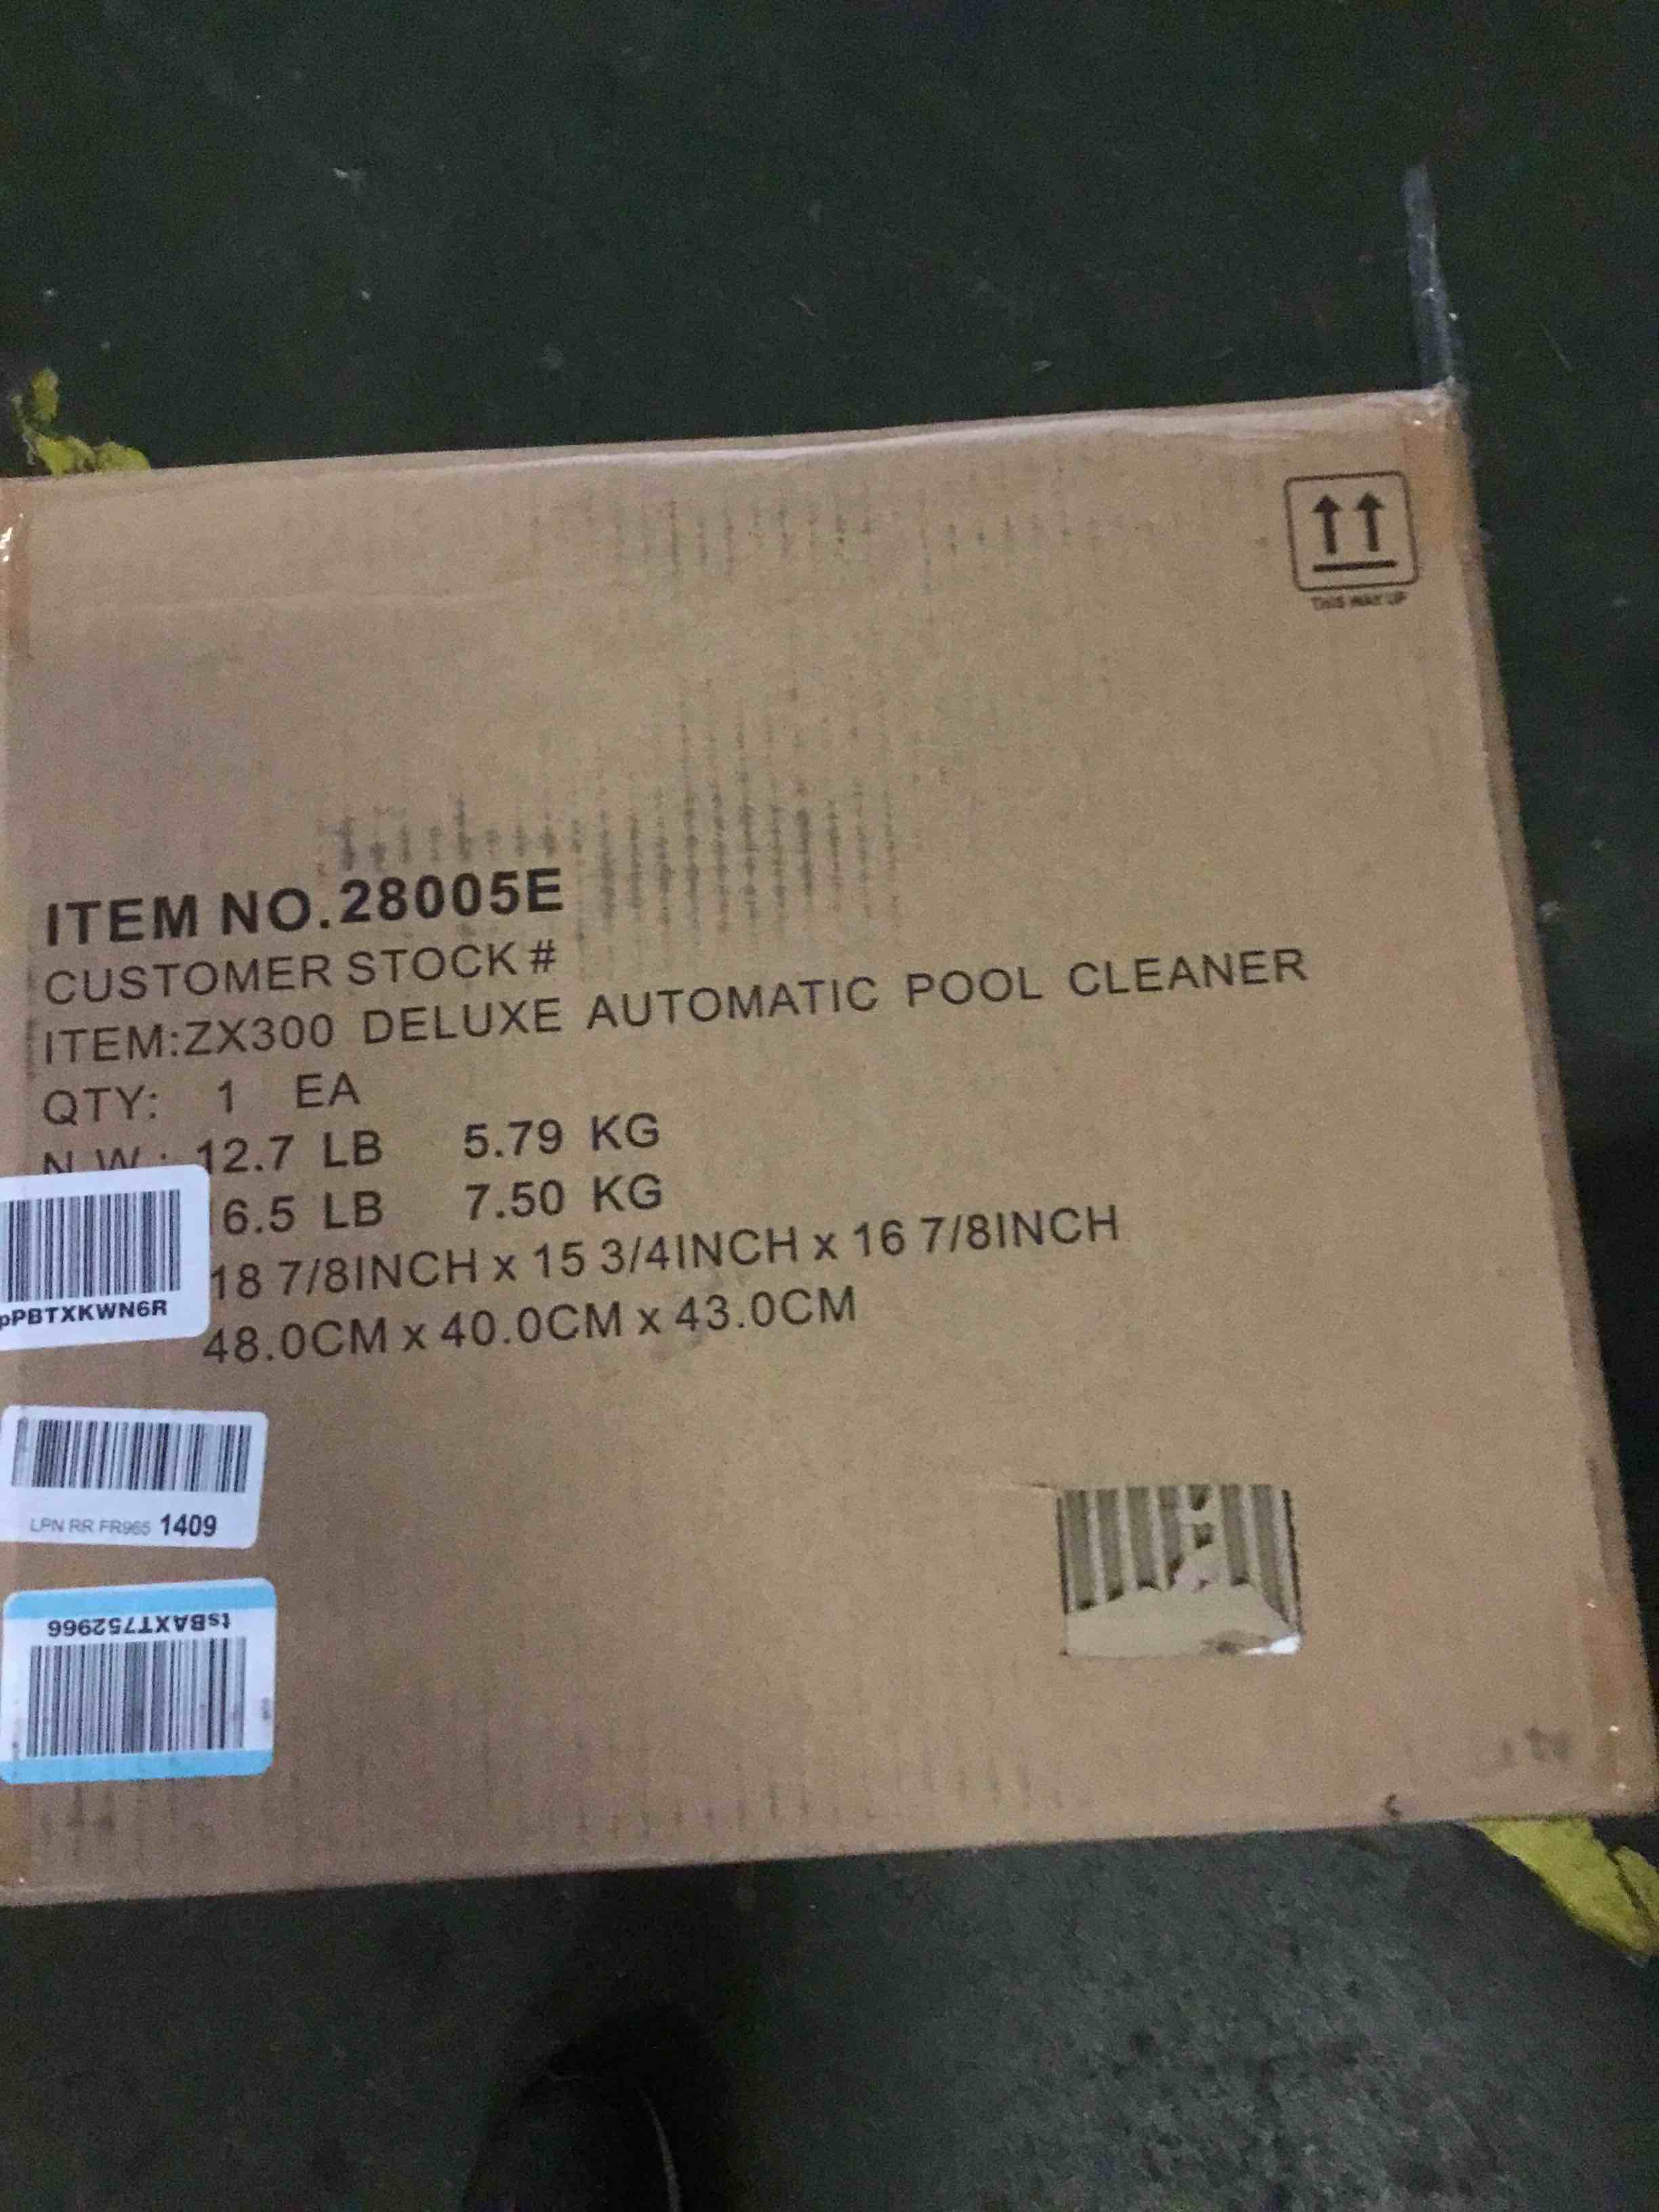 THIS WAY UP
ITEM NO.28005E
CUSTOMER STOCK #
ITEM:ZX300 DELUXE AUTOMATIC POOL CLEANER
QTY: 1 EA
N.W.: 12.7 LB 5.79 KG
6.5 LB 7.50 KG
18 7/8INCH x 15 3/4INCH x 16 7/8INCH
48.0CM x 40.0CM x 43.0CM
pPBTXKWN6R
LPN RR FR965 1409
tsBAXT752966